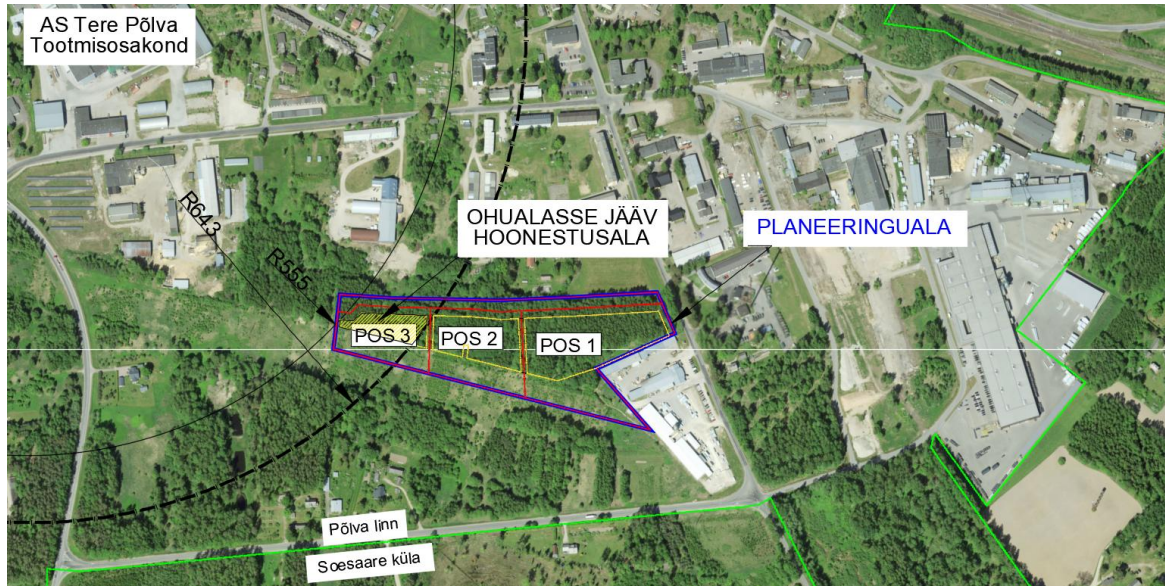 AS Tere Põlva
Tootmisosakond
R643
R555
OHUALASSE JÄÄV
HOONESTUSALA
PLANEERINGUALA
POS 3
POS 2
POS 1
Põlva linn
Soesaare küla